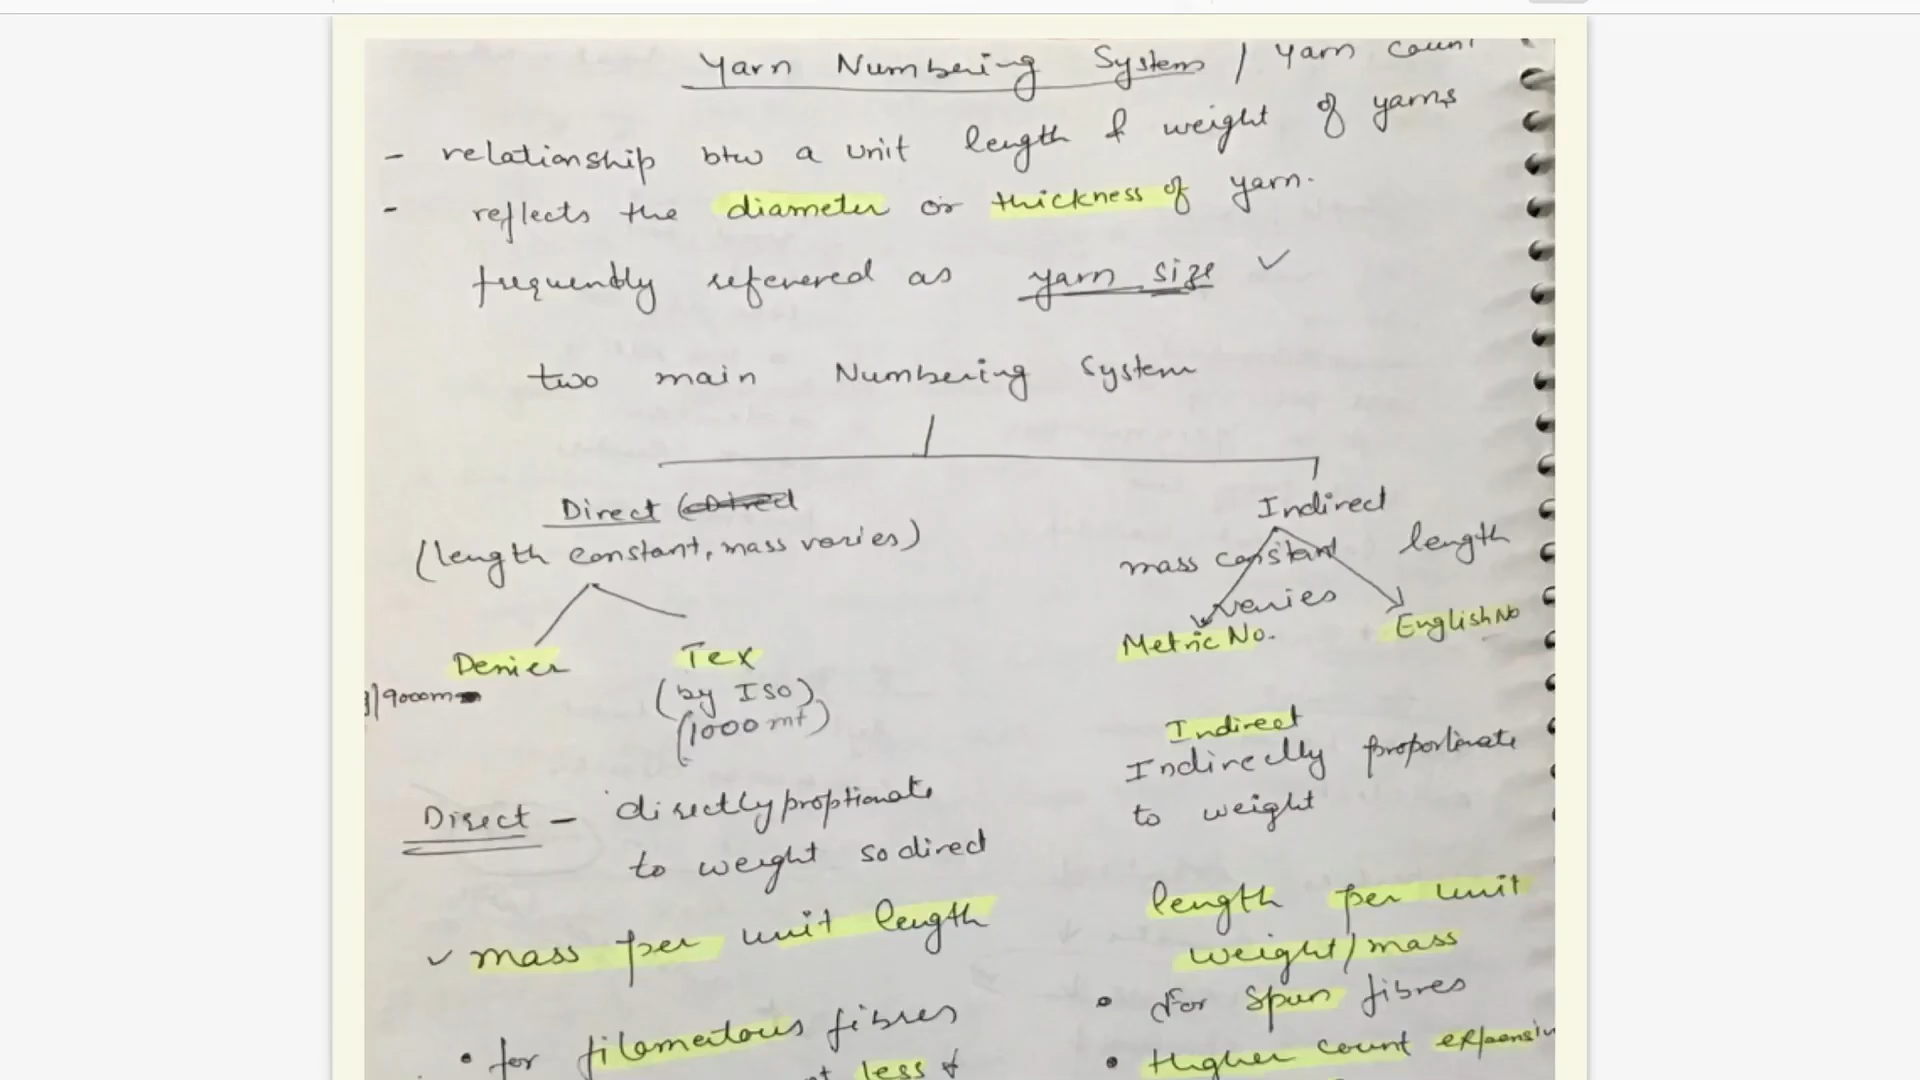 Yarn Numbering System / Yarn Count
- relationship btw a unit length & weight of yarns
- reflects the diameter or thickness of yarn.
frequently refevered as yarn size ✓
two main Numbering System
Direct (Direct
(length constant, mass varies)
Denier
Tex
/9000m
(by ISO)
(1000 mt)
Indirect
mass constant length
veries
Metric No.
English No
Direct - directly proptionate
to weight so direct
✓ mass per unit length
• for filamentous fibres
less &
Indirect
Indirectly proportionate
to weight
length per unit
weight/mass
• For Spun fibres
• Higher count expensiv